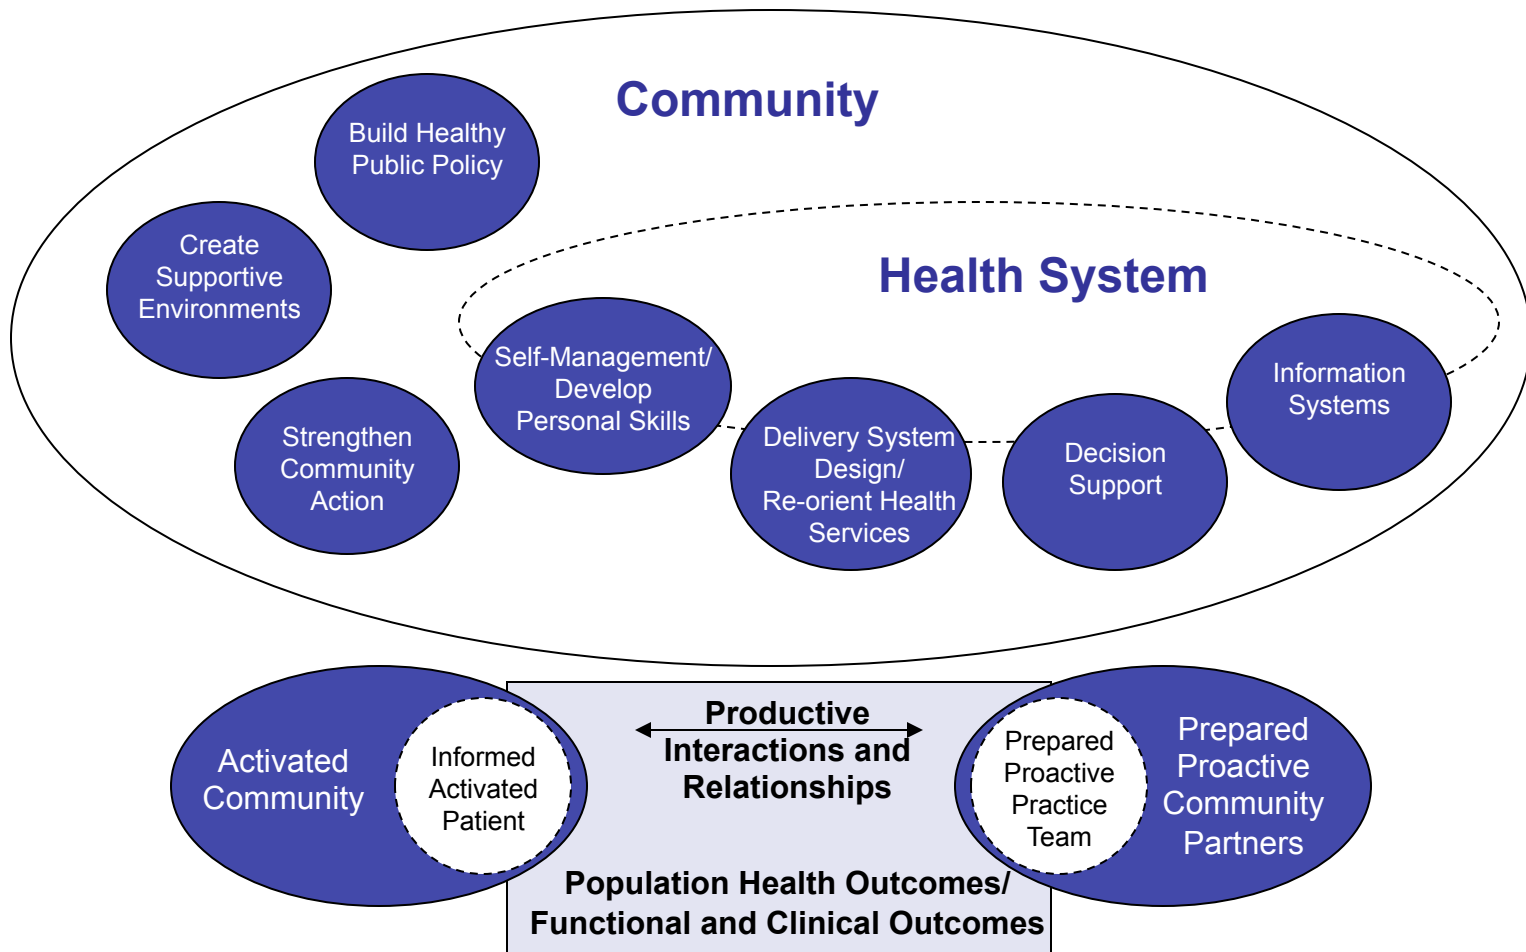 Community
Build Healthy
Public Policy
Create
Supportive
Environments
Health System
Self-Management/
Develop
Personal Skills
Information
Systems
Strengthen
Community
Action
Delivery System
Design/
Re-orient Health
Services
Decision
Support
Activated
Community
Informed
Activated
Patient
Productive
Interactions and
Relationships
Prepared
Proactive
Practice
Team
Prepared
Proactive
Community
Partners
Population Health Outcomes/
Functional and Clinical Outcomes